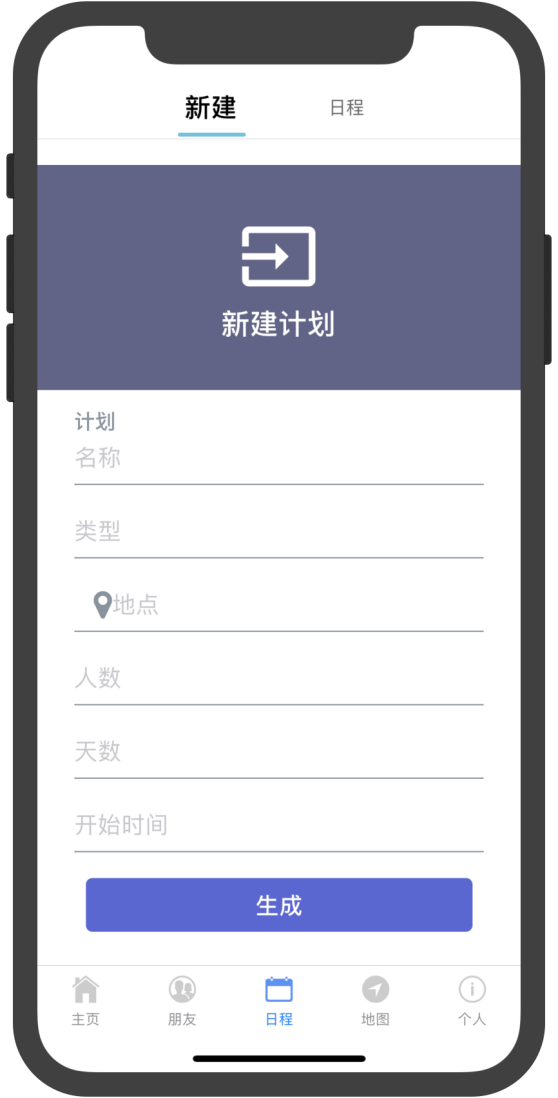 新建 日程
新建计划
计划
名称
类型
地点
人数
天数
开始时间
生成
主页 朋友 日程 地图 个人